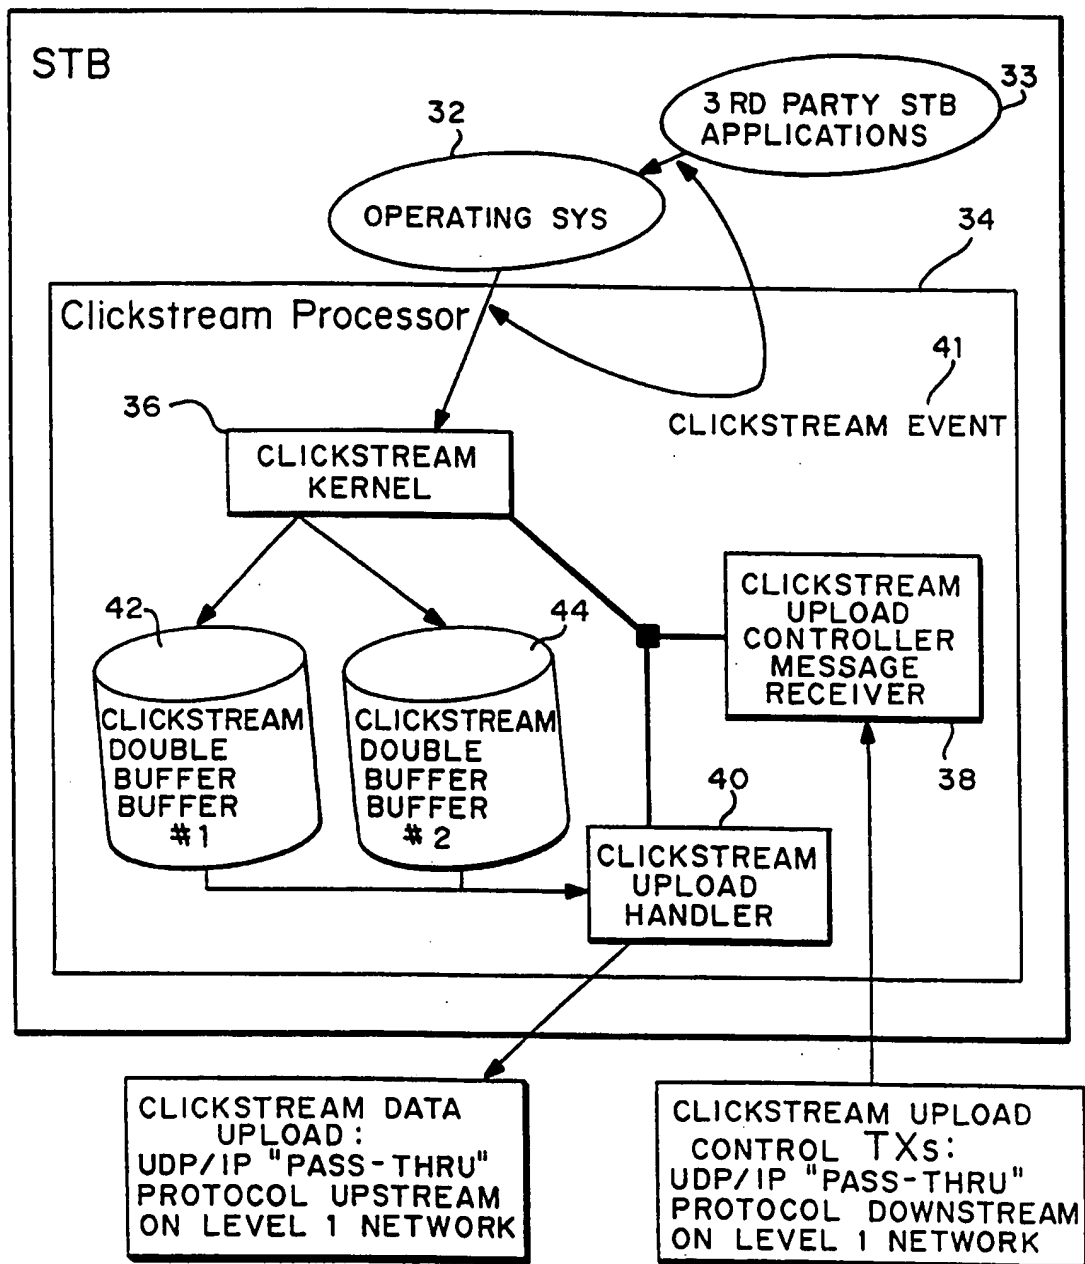 STB
33
3 RD PARTY STB
APPLICATIONS
32
OPERATING SYS
34
Clickstream Processor
41
CLICKSTREAM EVENT
36
CLICKSTREAM
KERNEL
42
44
CLICKSTREAM
DOUBLE
BUFFER
BUFFER
#1
CLICKSTREAM
DOUBLE
BUFFER
BUFFER
#2
CLICKSTREAM
UPLOAD
CONTROLLER
MESSAGE
RECEIVER
38
40
CLICKSTREAM
UPLOAD
HANDLER
CLICKSTREAM DATA
UPLOAD:
UDP/IP "PASS-THRU"
PROTOCOL UPSTREAM
ON LEVEL 1 NETWORK
CLICKSTREAM UPLOAD
CONTROL TXs:
UDP/IP "PASS-THRU"
PROTOCOL DOWNSTREAM
ON LEVEL 1 NETWORK